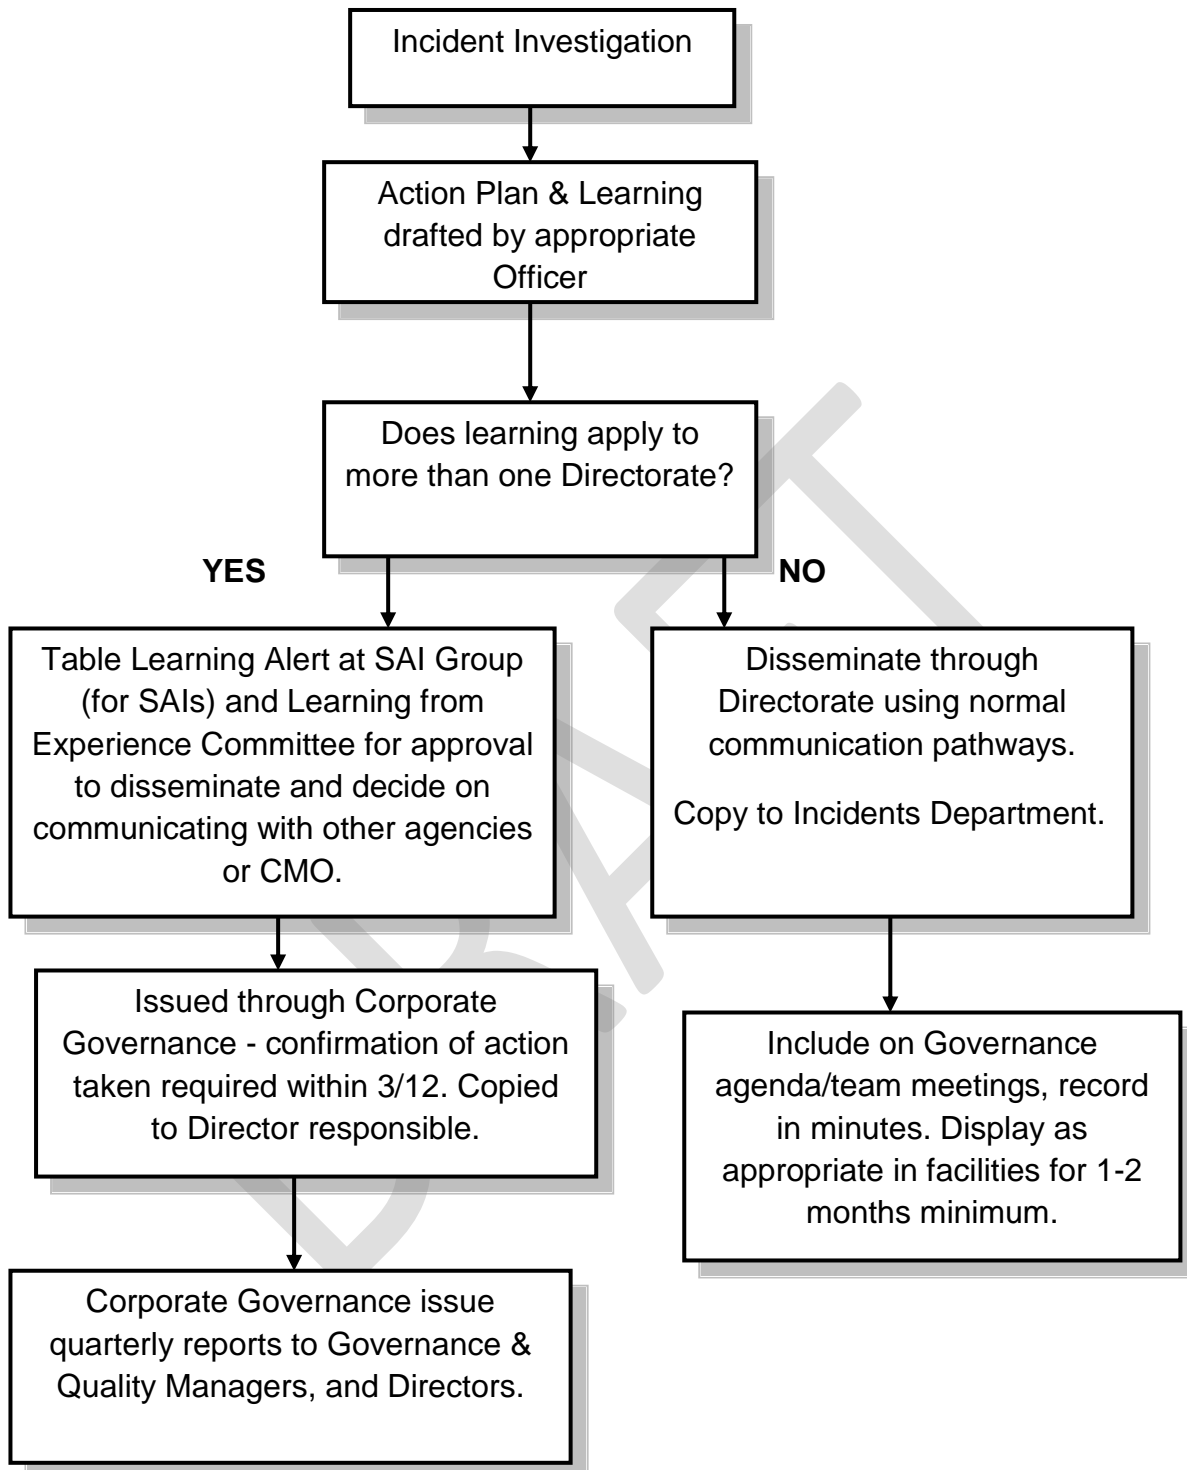 Incident Investigation
Action Plan & Learning
drafted by appropriate
Officer
Does learning apply to
more than one Directorate?
YES
NO
Table Learning Alert at SAI Group
(for SAIs) and Learning from
Experience Committee for approval
to disseminate and decide on
communicating with other agencies
or CMO.
Disseminate through
Directorate using normal
communication pathways.
Copy to Incidents Department.
Issued through Corporate
Governance - confirmation of action
taken required within 3/12. Copied
to Director responsible.
Include on Governance
agenda/team meetings, record
in minutes. Display as
appropriate in facilities for 1-2
months minimum.
Corporate Governance issue
quarterly reports to Governance &
Quality Managers, and Directors.
DRAFT